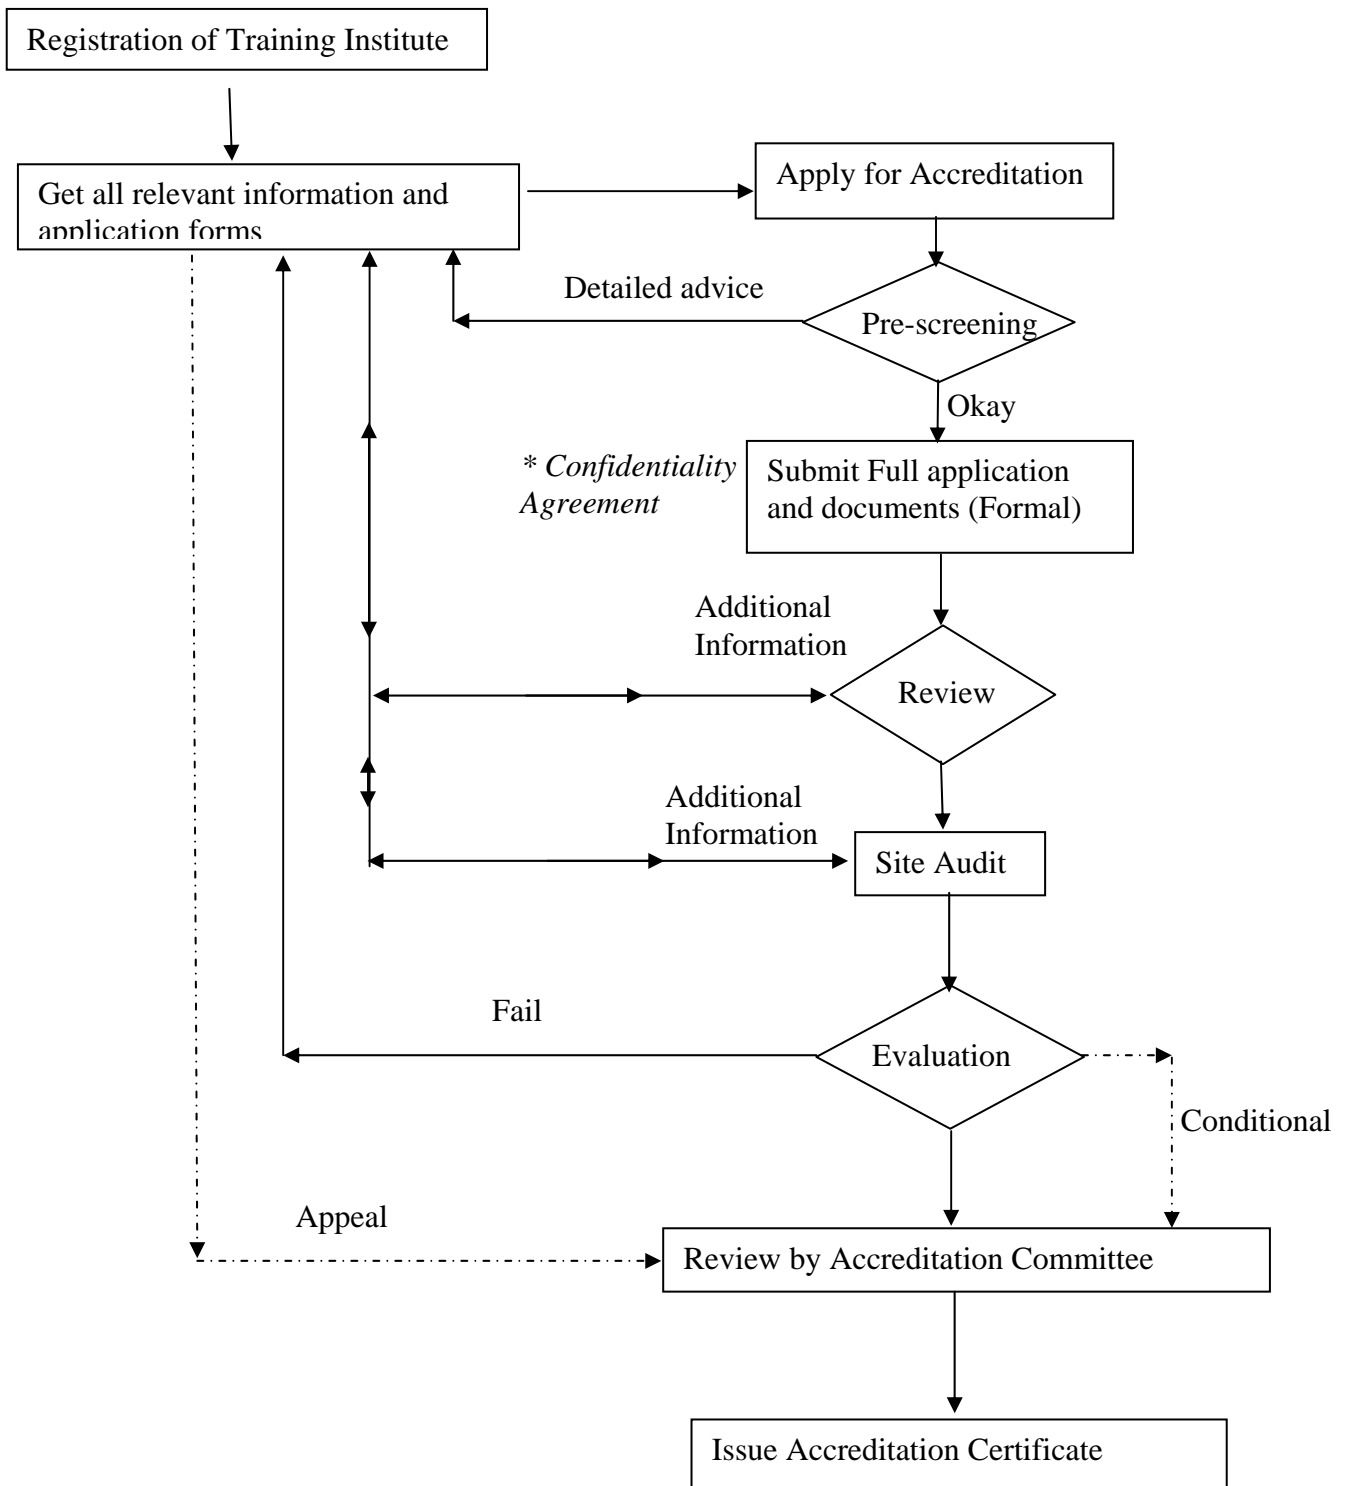 Registration of Training Institute
Get all relevant information and
application forms
Apply for Accreditation
Detailed advice
Pre-screening
Okay
* Confidentiality
Agreement
Submit Full application
and documents (Formal)
Additional
Information
Review
Additional
Information
Site Audit
Fail
Evaluation
Conditional
Appeal
Review by Accreditation Committee
Issue Accreditation Certificate